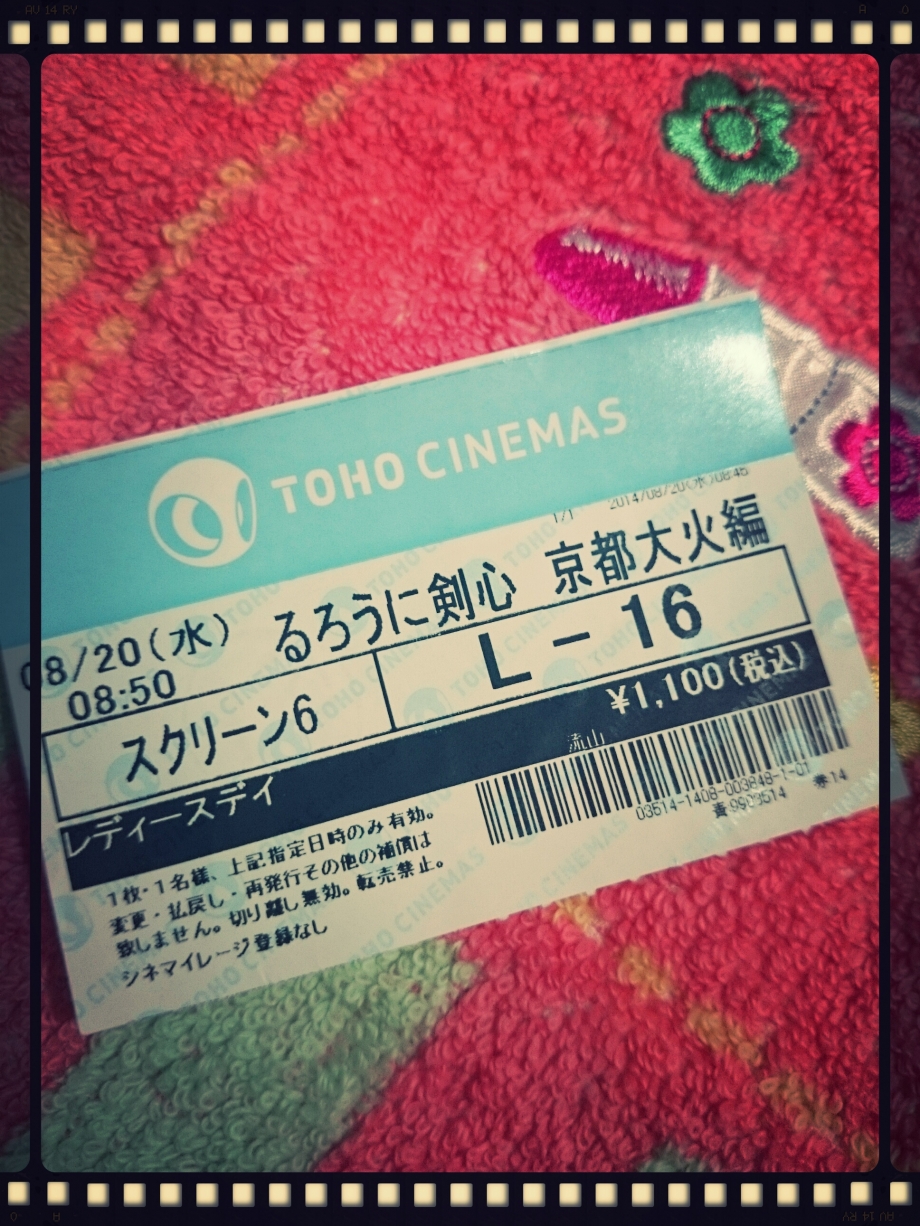 TOHO CINEMAS
1/1 2014/08/20(水)08:45
08/20(水) るろうに剣心 京都大火編
08:50
スクリーン6 L-16
レディースデイ ¥1,100(税込)
流山
03514-1408-003848-1-01
1枚・1名様、上記指定日時のみ有効。
変更・払戻し・再発行その他の補償は
致しません。切り離し無効。転売禁止。
シネマイレージ登録なし